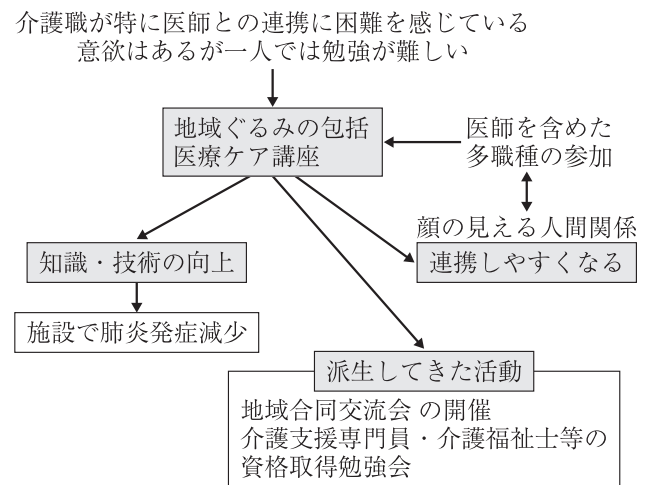 介護職が特に医師との連携に困難を感じている
意欲はあるが一人では勉強が難しい
地域ぐるみの包括
医療ケア講座
医師を含めた
多職種の参加
顔の見える人間関係
連携しやすくなる
知識・技術の向上
施設で肺炎発症減少
派生してきた活動
地域合同交流会 の開催
介護支援専門員・介護福祉士等の
資格取得勉強会